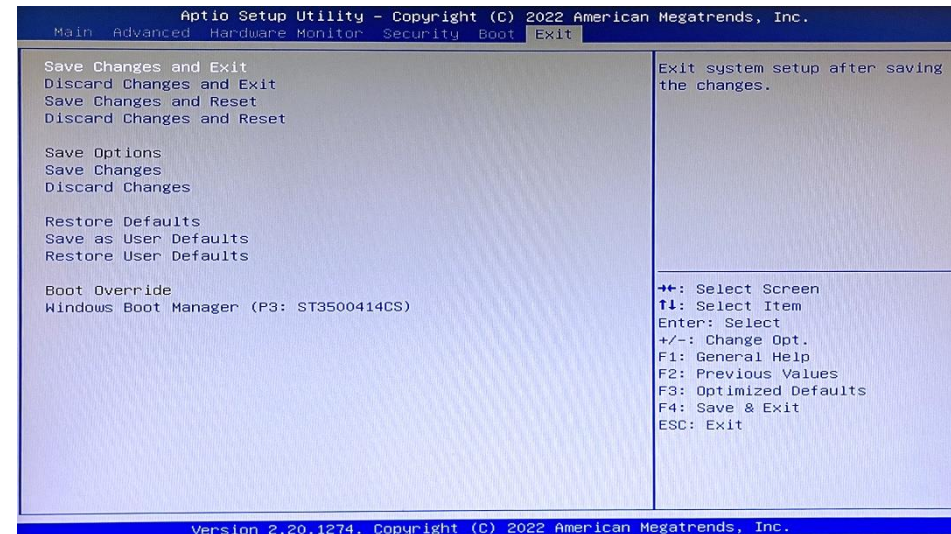 Aptio Setup Utility – Copyright (C) 2022 American Megatrends, Inc.
Main Advanced Hardware Monitor Security Boot Exit
Save Changes and Exit
Discard Changes and Exit
Save Changes and Reset
Discard Changes and Reset
Save Options
Save Changes
Discard Changes
Restore Defaults
Save as User Defaults
Restore User Defaults
Boot Override
Windows Boot Manager (P3: ST3500414CS)
Exit system setup after saving
the changes.
→←: Select Screen
↑↓: Select Item
Enter: Select
+/-: Change Opt.
F1: General Help
F2: Previous Values
F3: Optimized Defaults
F4: Save & Exit
ESC: Exit
Version 2.20.1274. Copyright (C) 2022 American Megatrends, Inc.